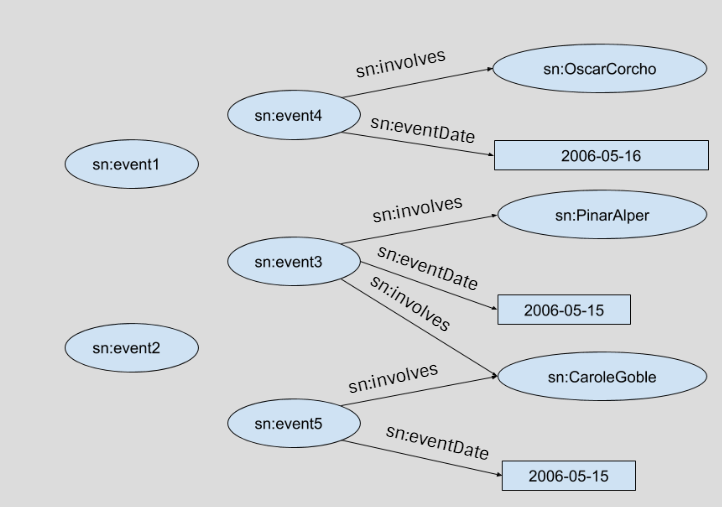 sn:involves
sn:OscarCorcho
sn:event4
sn:eventDate
2006-05-16
sn:event1
sn:involves
sn:PinarAlper
sn:event3
sn:eventDate
sn:involves
2006-05-15
sn:event2
sn:involves
sn:CaroleGoble
sn:event5
sn:eventDate
2006-05-15